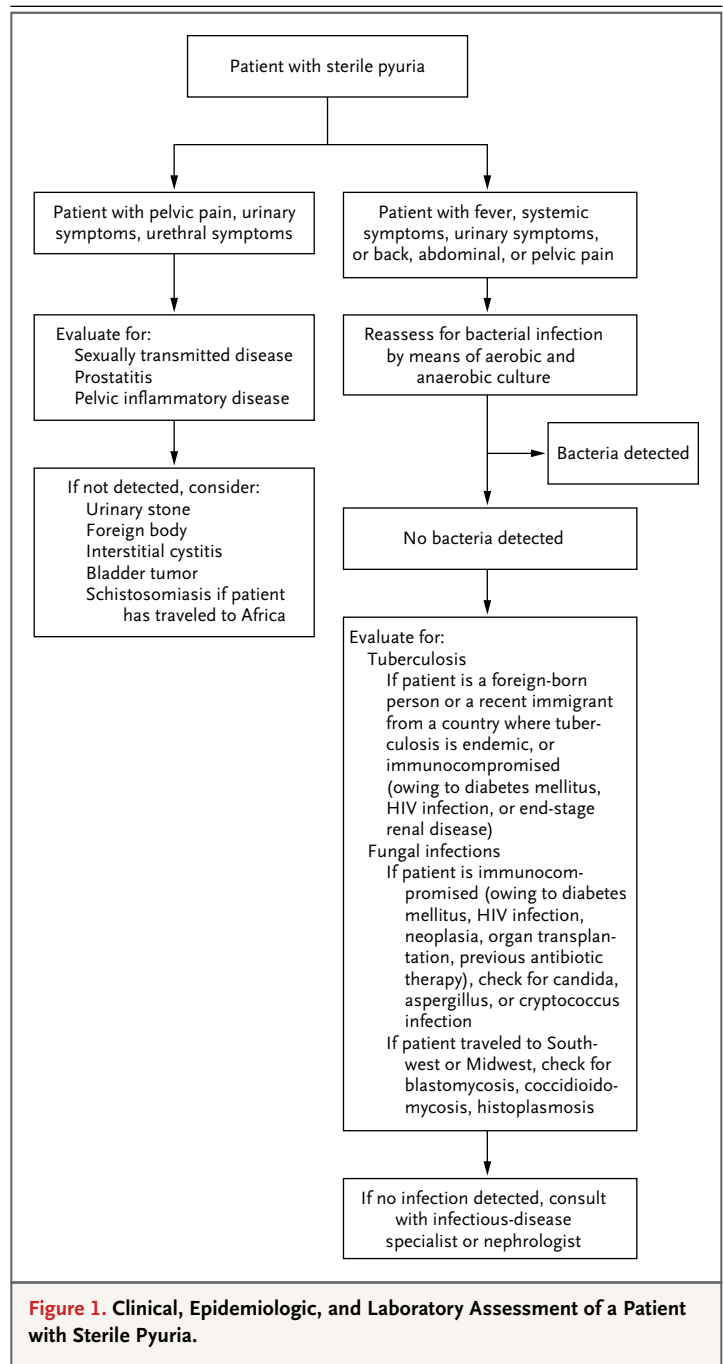 Patient with sterile pyuria
Patient with pelvic pain, urinary
symptoms, urethral symptoms
Evaluate for:
Sexually transmitted disease
Prostatitis
Pelvic inflammatory disease
If not detected, consider:
Urinary stone
Foreign body
Interstitial cystitis
Bladder tumor
Schistosomiasis if patient
has traveled to Africa
Patient with fever, systemic
symptoms, urinary symptoms,
or back, abdominal, or pelvic pain
Reassess for bacterial infection
by means of aerobic and
anaerobic culture
Bacteria detected
No bacteria detected
Evaluate for:
Tuberculosis
If patient is a foreign-born
person or a recent immigrant
from a country where tuber-
culosis is endemic, or
immunocompromised
(owing to diabetes mellitus,
HIV infection, or end-stage
renal disease)
Fungal infections
If patient is immunocom-
promised (owing to diabetes
mellitus, HIV infection,
neoplasia, organ transplan-
tation, previous antibiotic
therapy), check for candida,
aspergillus, or cryptococcus
infection
If patient traveled to South-
west or Midwest, check for
blastomycosis, coccidioido-
mycosis, histoplasmosis
If no infection detected, consult
with infectious-disease
specialist or nephrologist
Figure 1. Clinical, Epidemiologic, and Laboratory Assessment of a Patient
with Sterile Pyuria.